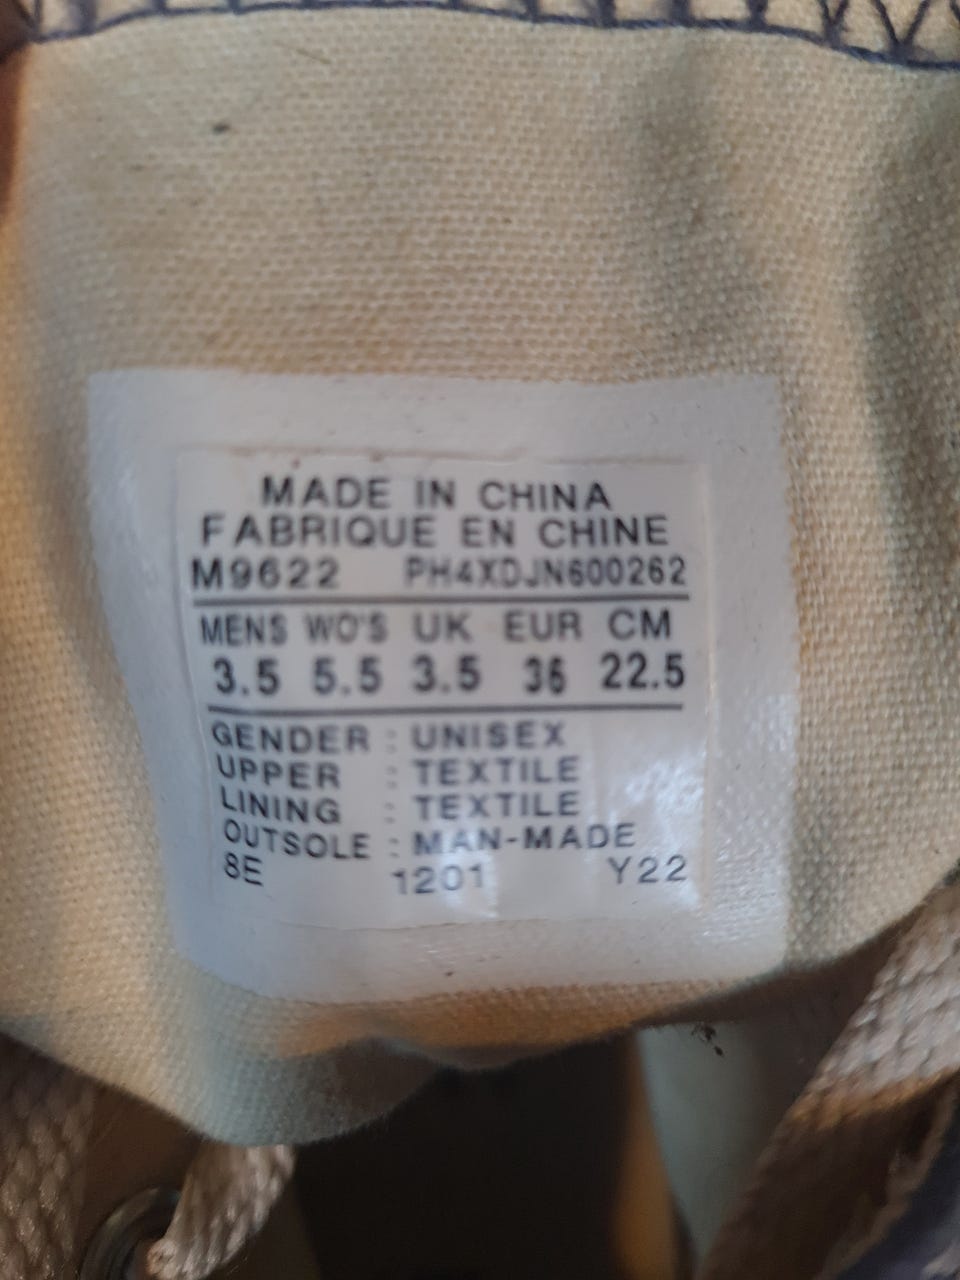 MADE IN CHINA
FABRIQUE EN CHINE
M9622 PH4XDJN600262
MENS WO'S UK EUR CM
3.5 5.5 3.5 36 22.5
GENDER : UNISEX
UPPER : TEXTILE
LINING : TEXTILE
OUTSOLE : MAN-MADE
8E 1201 Y22